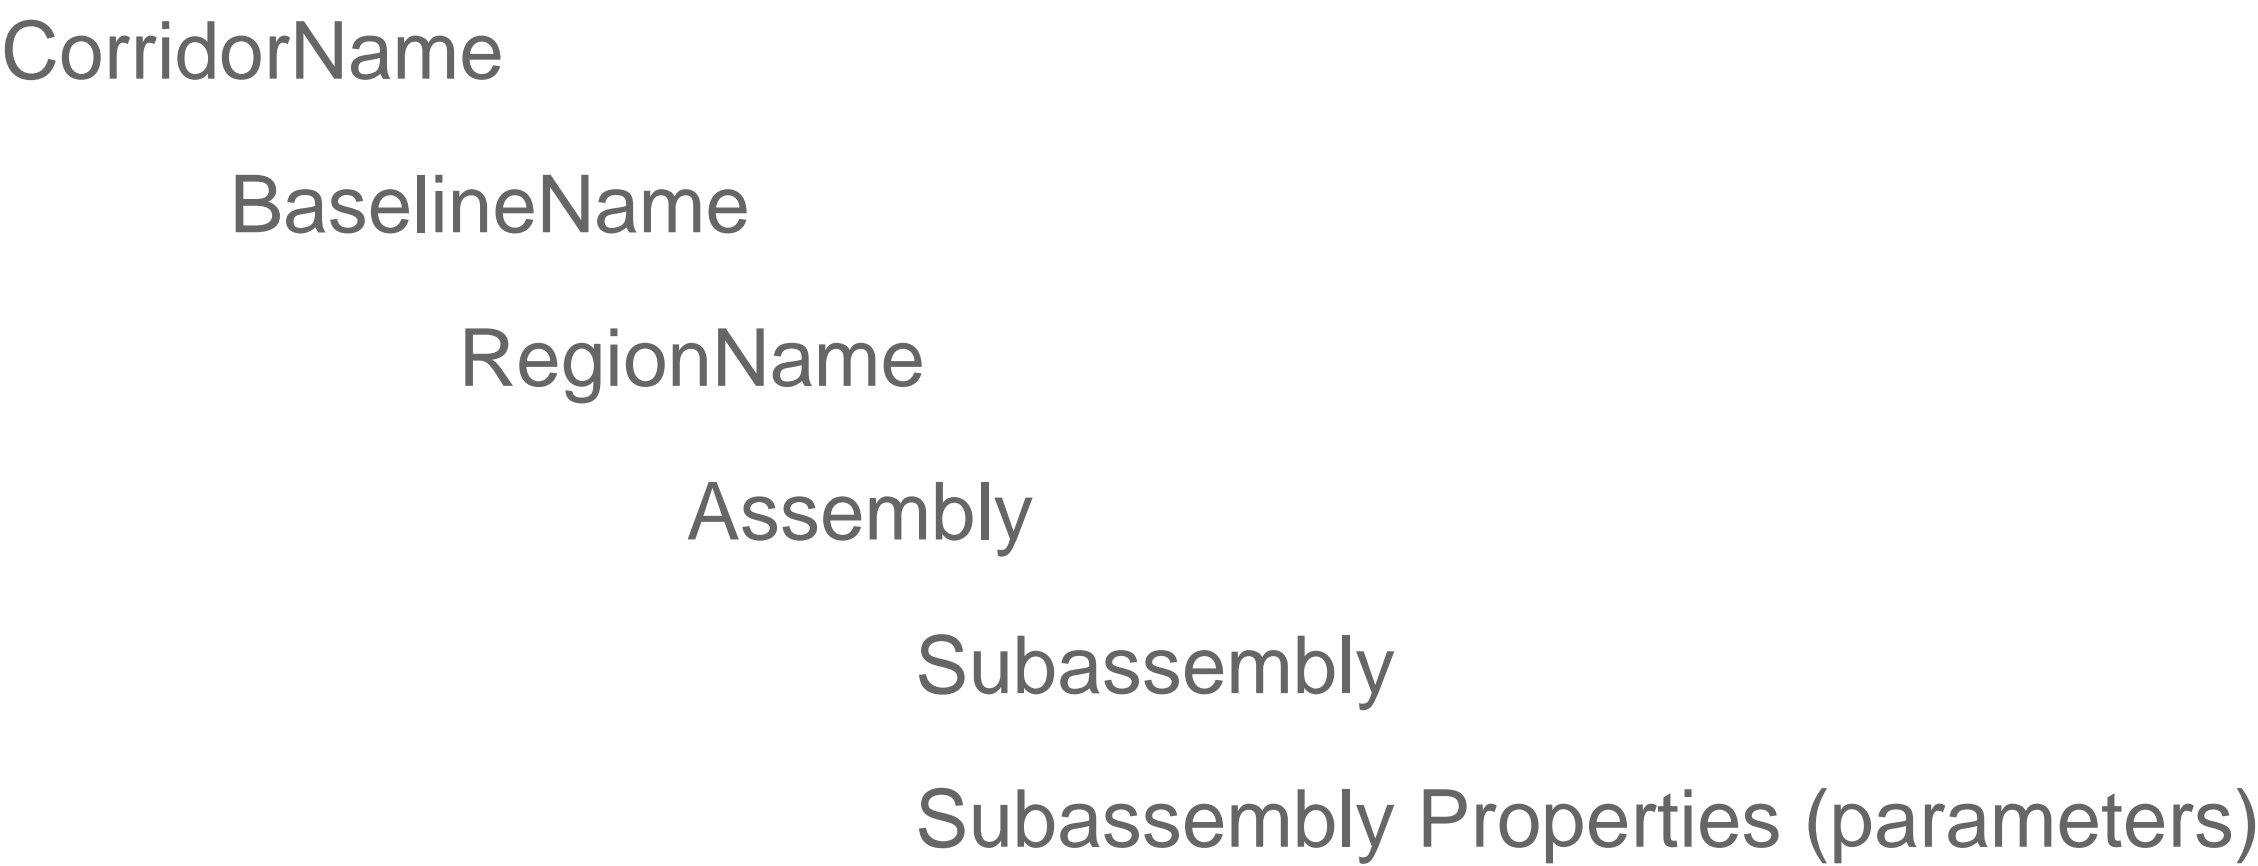 CorridorName
BaselineName
RegionName
Assembly
Subassembly
Subassembly Properties (parameters)